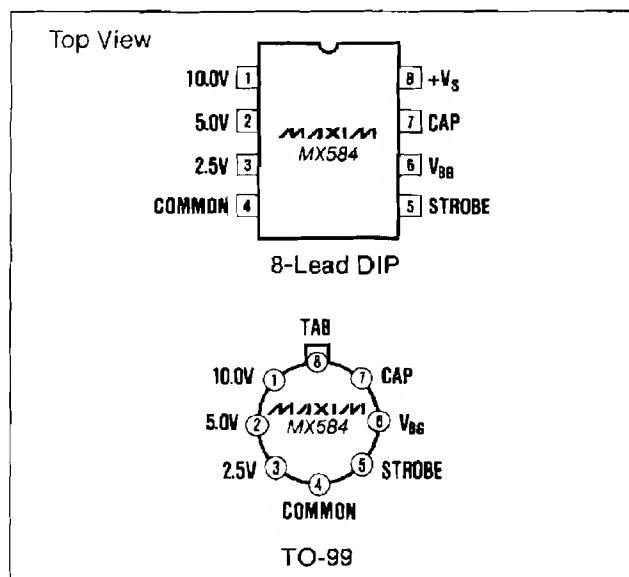 Top View
10.0V 1
5.0V 2
2.5V 3
COMMON 4
8 +VS
7 CAP
6 VBG
5 STROBE
MAXIM
MX584
8-Lead DIP
TAB
8
10.0V 1
7 CAP
5.0V 2
MAXIM
MX584
6 VBG
2.5V 3
5 STROBE
4
COMMON
TO-99